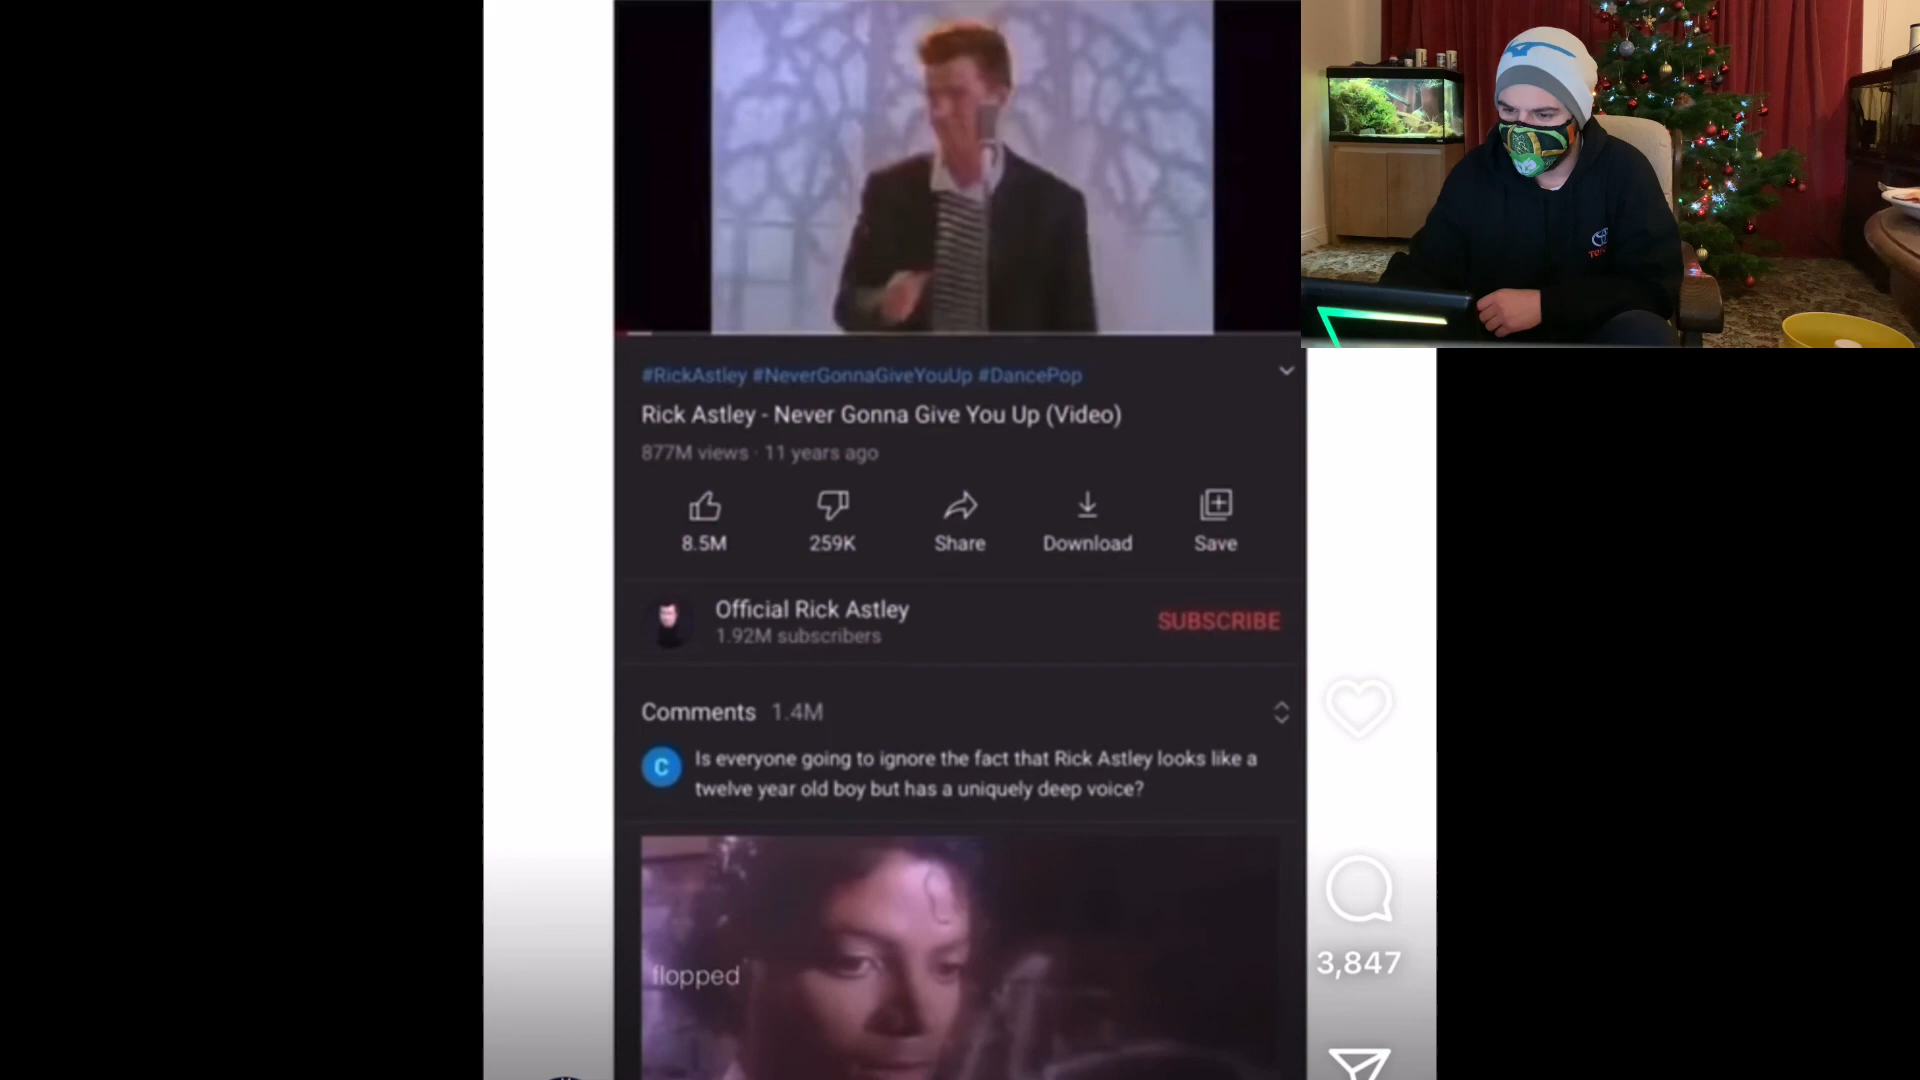 #RickAstley #NeverGonnaGiveYouUp #DancePop
Rick Astley - Never Gonna Give You Up (Video)
877M views · 11 years ago
8.5M
259K
Share
Download
Save
Official Rick Astley
1.92M subscribers
SUBSCRIBE
Comments 1.4M
C
Is everyone going to ignore the fact that Rick Astley looks like a
twelve year old boy but has a uniquely deep voice?
flopped
3,847